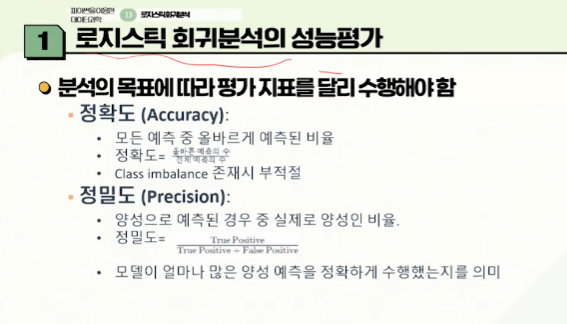 파이썬을이용한
데이터과학
13 로지스틱회귀분석
1 로지스틱 회귀분석의 성능평가
분석의 목표에 따라 평가 지표를 달리 수행해야 함
정확도 (Accuracy):
모든 예측 중 올바르게 예측된 비율
정확도= 올바른 예측의 수
전체 예측의 수
Class imbalance 존재시 부적절
정밀도 (Precision):
양성으로 예측된 경우 중 실제로 양성인 비율.
정밀도= True Positive
True Positive + False Positive
모델이 얼마나 많은 양성 예측을 정확하게 수행했는지를 의미